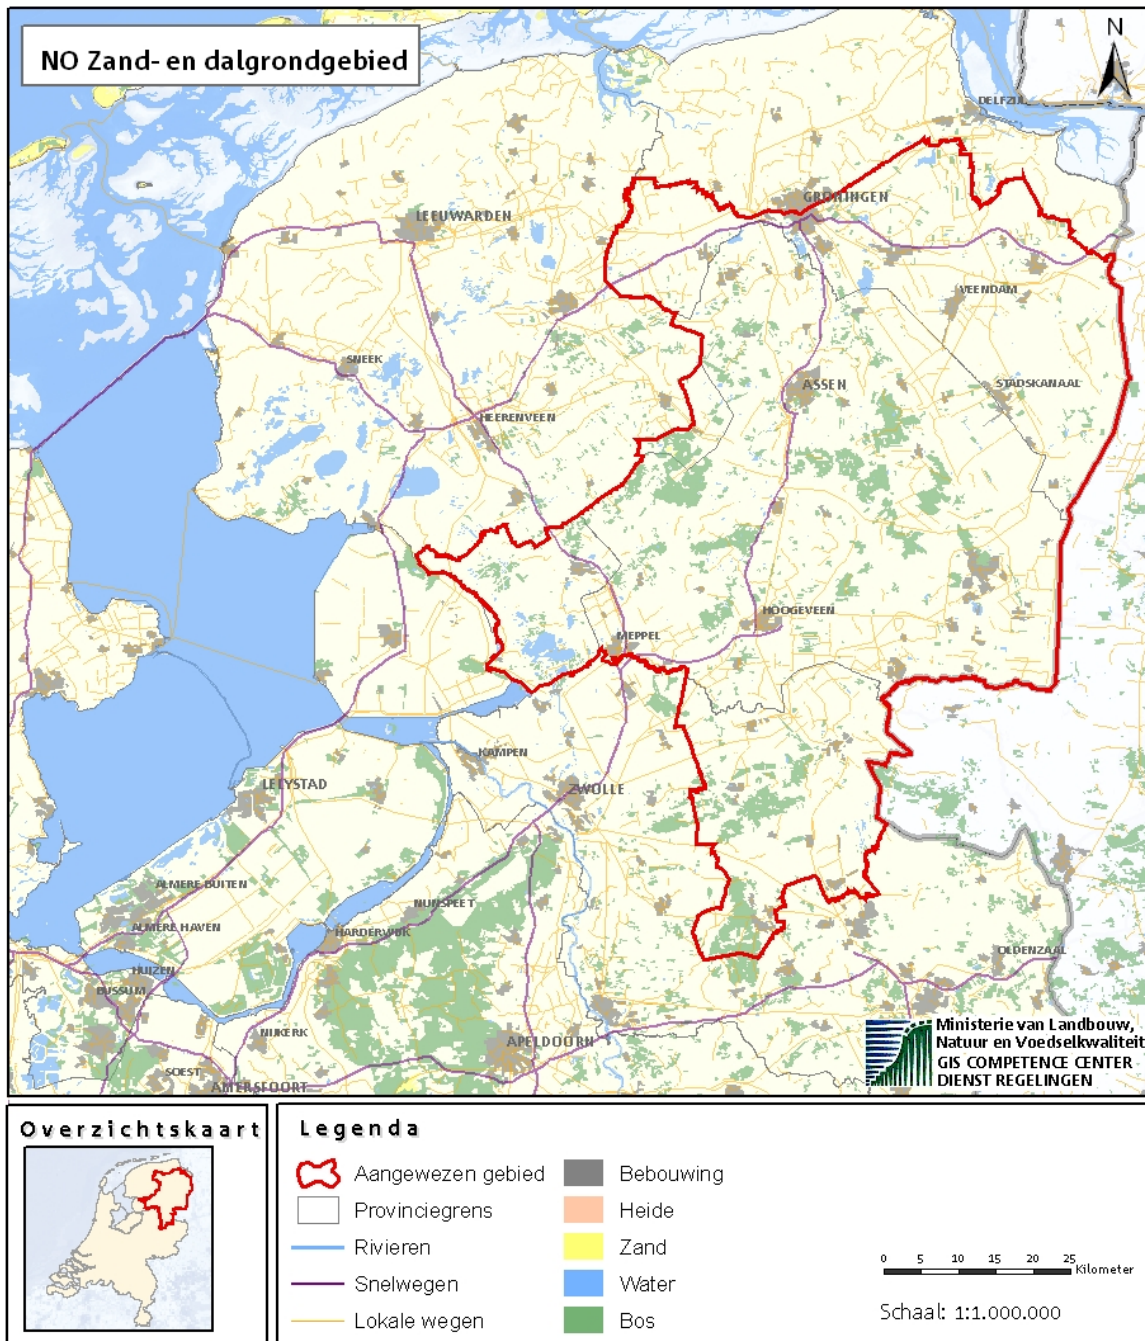 NO Zand- en dalgrondgebied
N
DELFZIJL
GRONINGEN
LEEUWARDEN
VEENDAM
SNEEK
ASSEN
STADSKANAAL
HEERENVEEN
HOOGEVEEN
MEPPEL
KAMPEN
LELYSTAD
ZWOLLE
ALMERE BUITEN
NUNSPEET
ALMERE HAVEN
HARDERWIJK
OLDENZAAL
HUIZEN
BUSSUM
NIJKERK
APELDOORN
SOEST
AMERSFOORT
Ministerie van Landbouw,
Natuur en Voedselkwaliteit
GIS COMPETENCE CENTER
DIENST REGELINGEN
Overzichtskaart
Legenda
Aangewezen gebied
Provinciegrens
Rivieren
Snelwegen
Lokale wegen
Bebouwing
Heide
Zand
Water
Bos
0 5 10 15 20 25
Kilometer
Schaal: 1:1.000.000